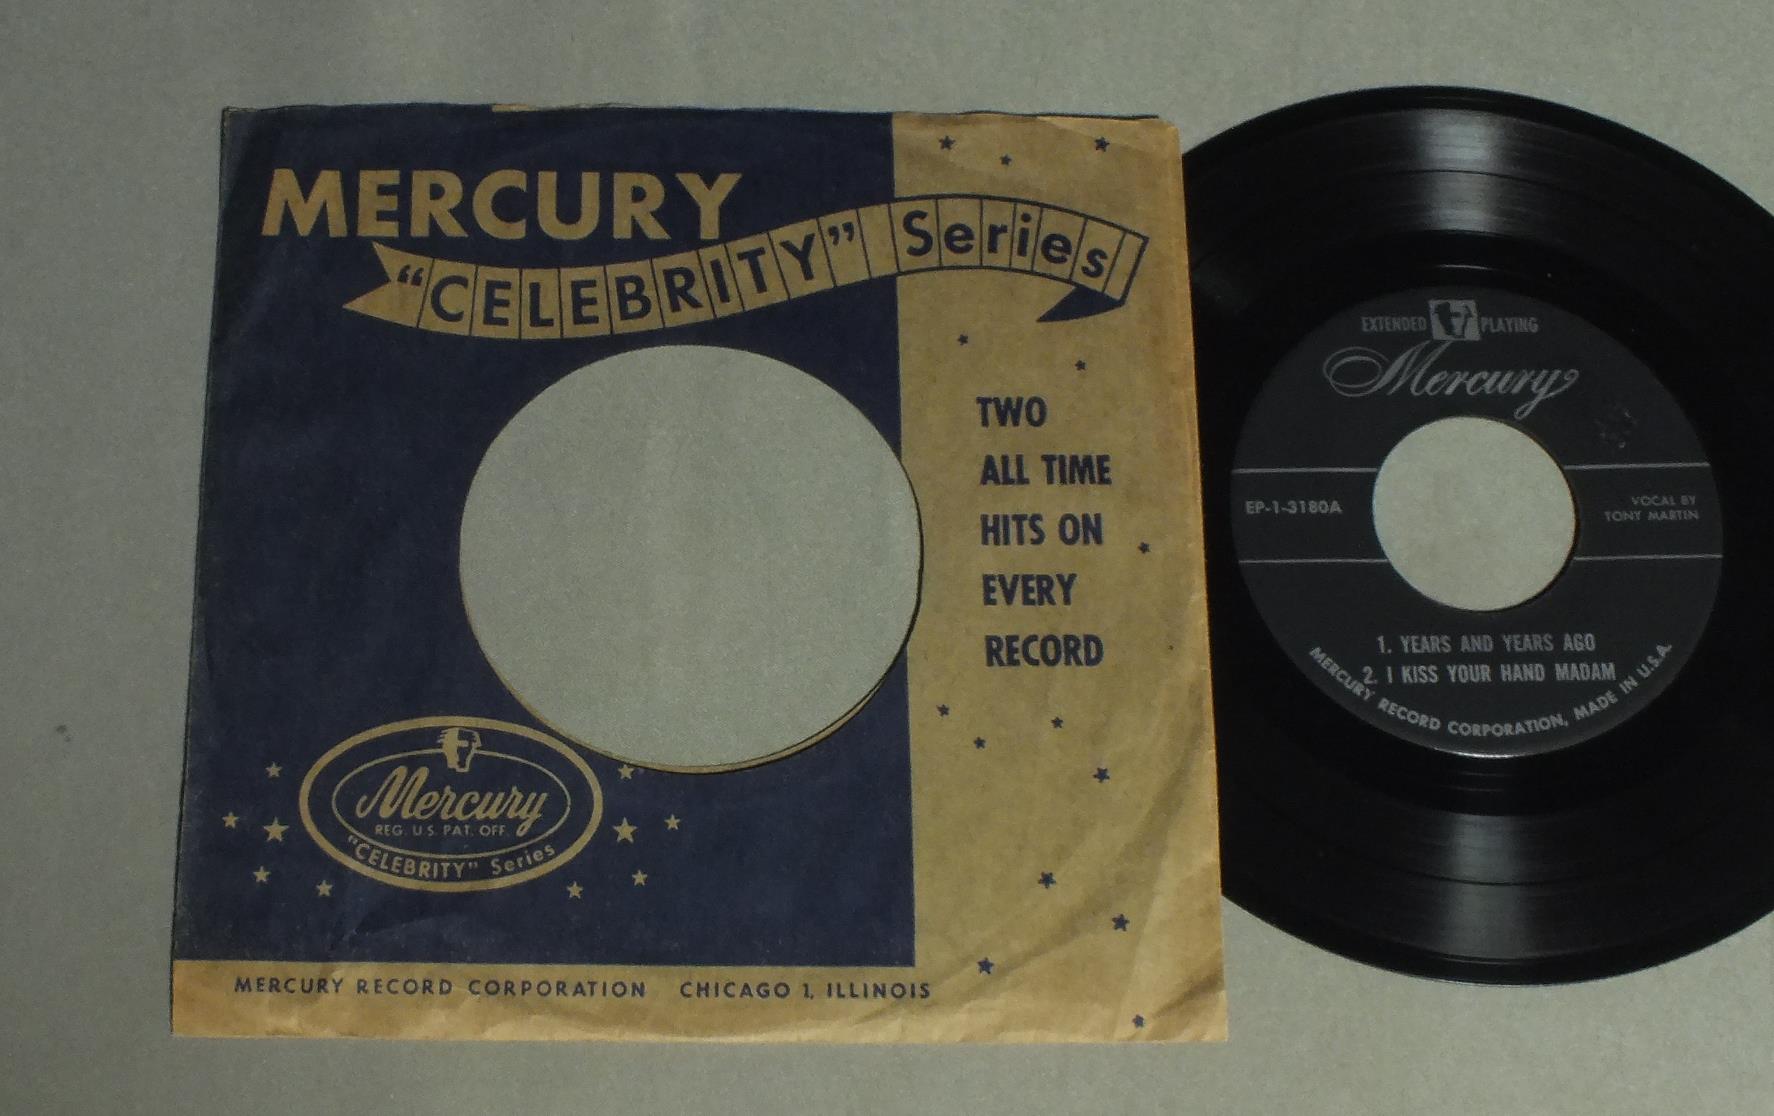 MERCURY
"CELEBRITY" Series
TWO
ALL TIME
HITS ON
EVERY
RECORD
Mercury
REG. U.S. PAT. OFF.
"CELEBRITY" Series
MERCURY RECORD CORPORATION CHICAGO 1, ILLINOIS
EXTENDED PLAYING
Mercury
EP-1-3180A
VOCAL BY
TONY MARTIN
1. YEARS AND YEARS AGO
2. I KISS YOUR HAND MADAM
MERCURY RECORD CORPORATION, MADE IN U.S.A.